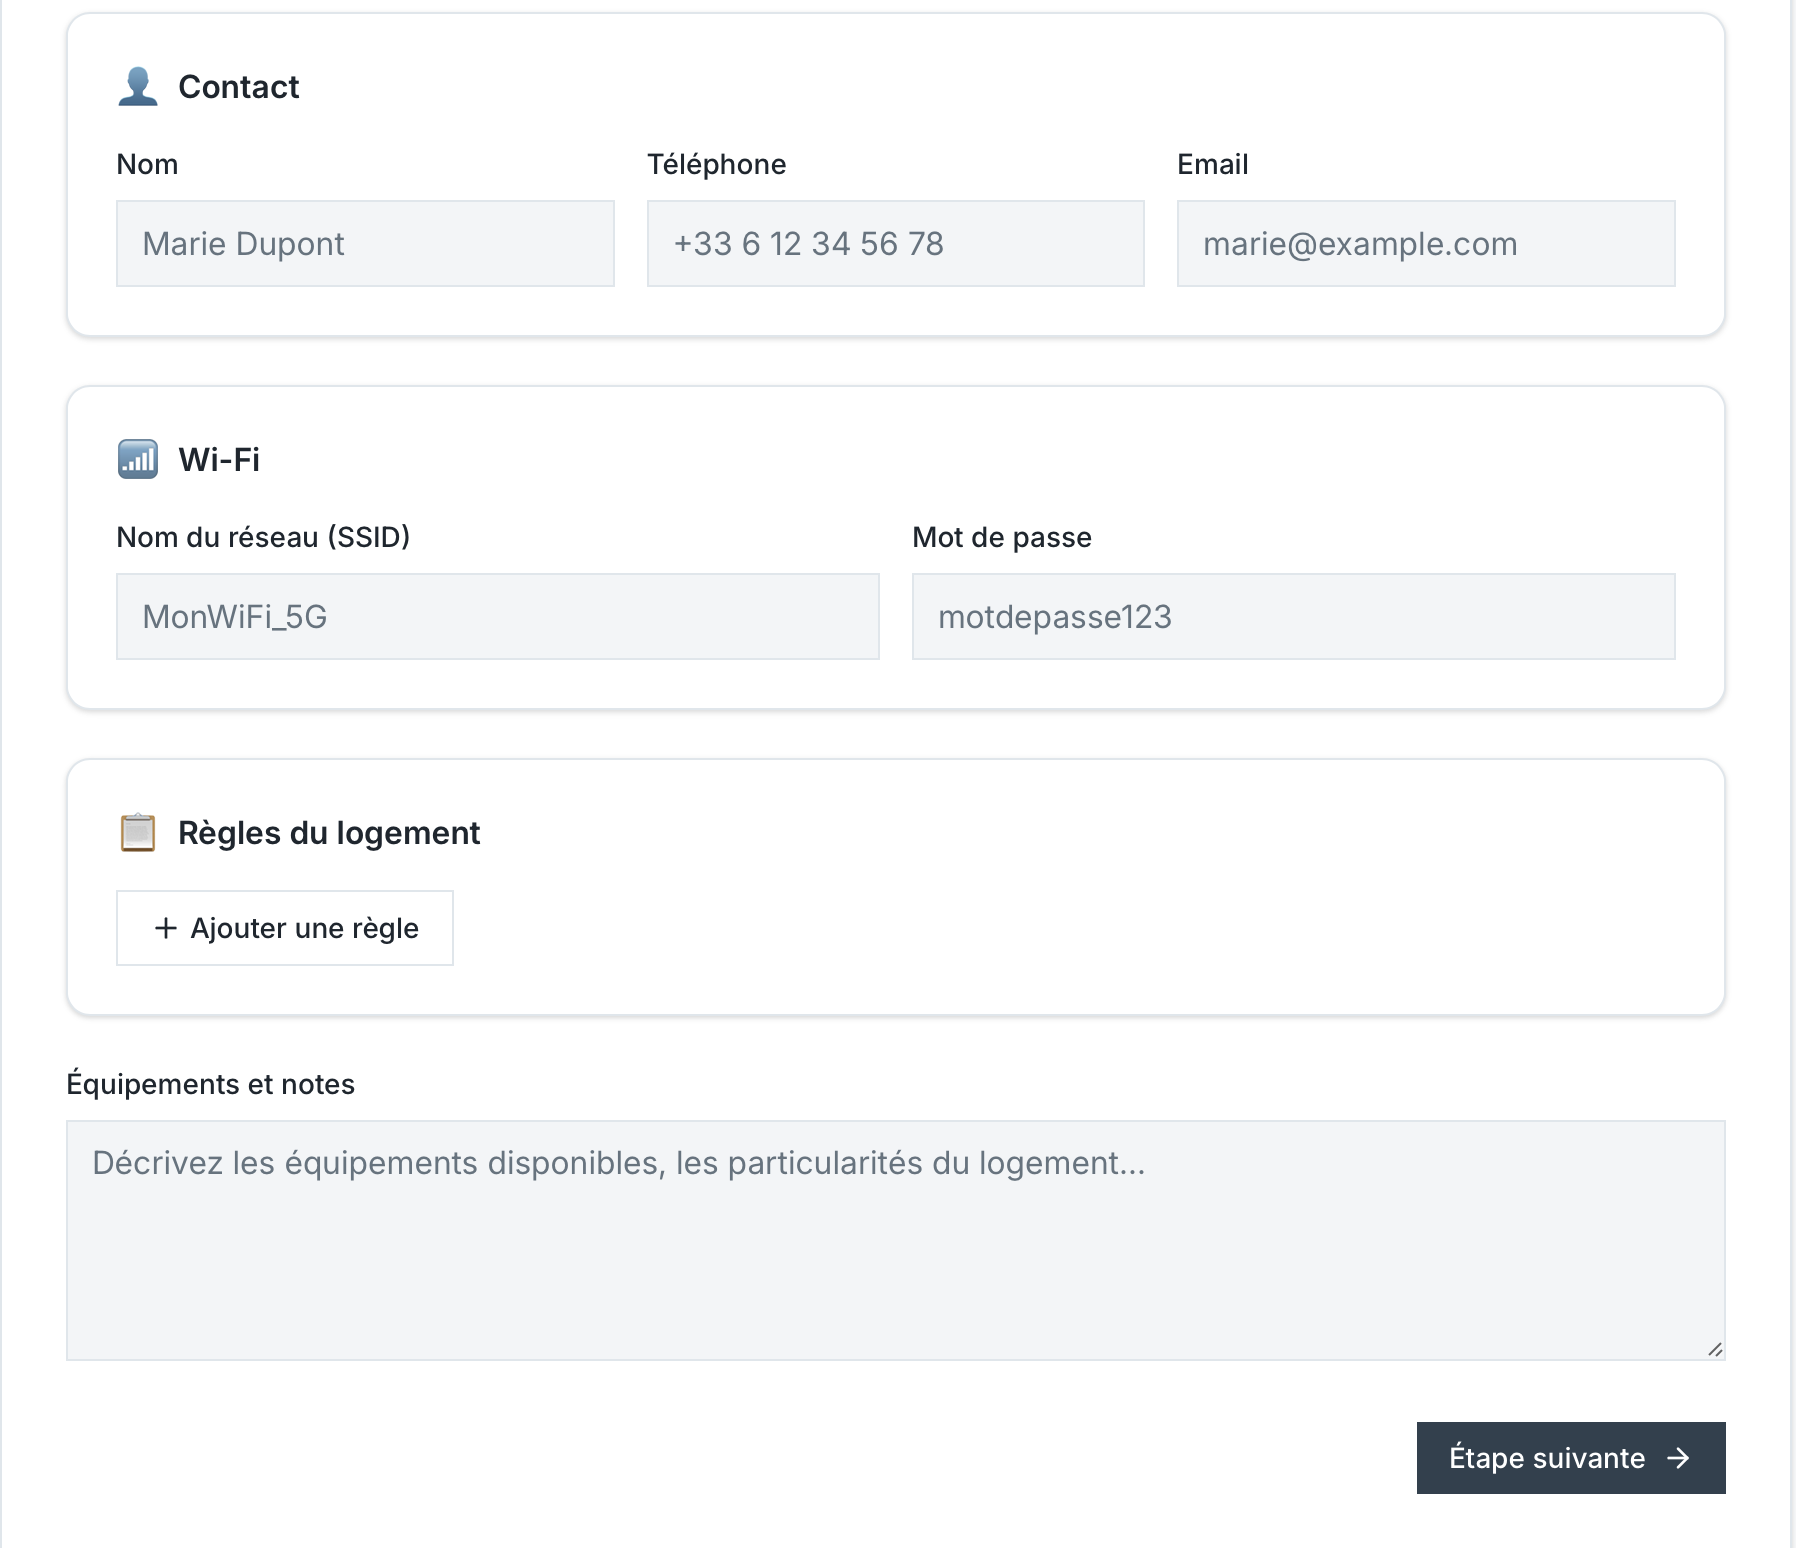 Contact
Nom
Téléphone
Email
Marie Dupont
+33 6 12 34 56 78
marie@example.com
Wi-Fi
Nom du réseau (SSID)
Mot de passe
MonWiFi_5G
motdepasse123
Règles du logement
+ Ajouter une règle
Équipements et notes
Décrivez les équipements disponibles, les particularités du logement...
Étape suivante →